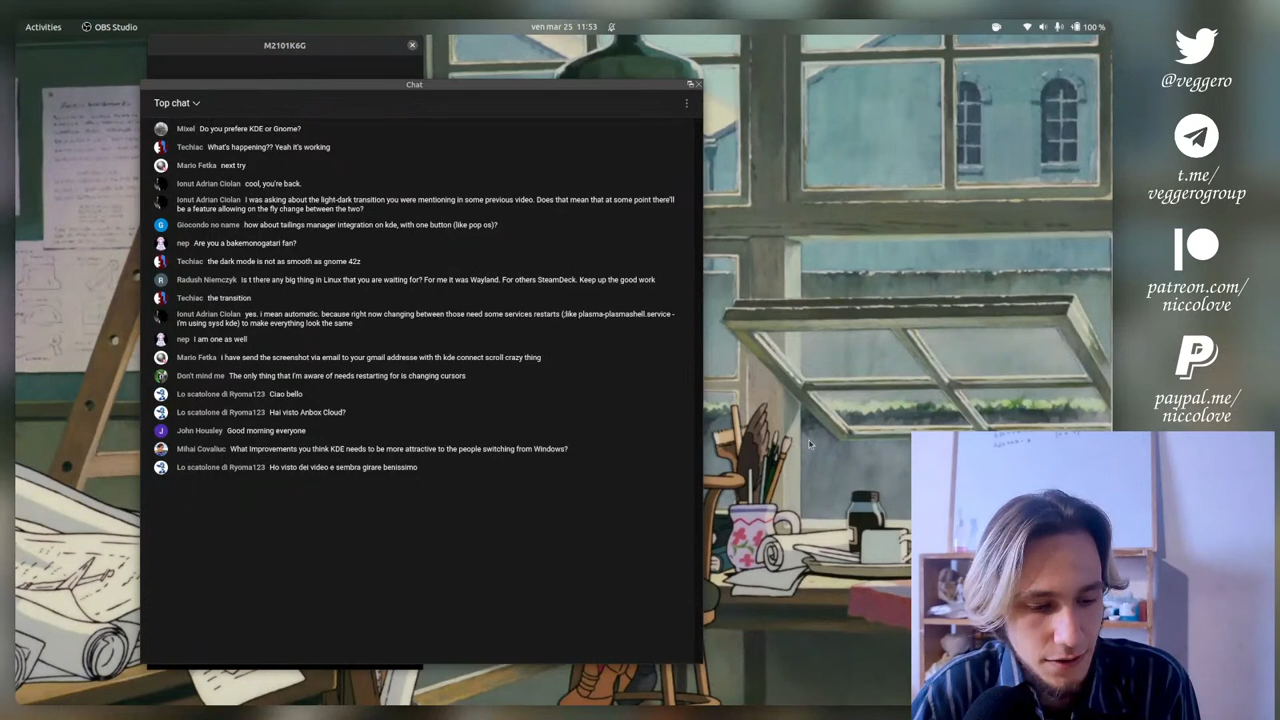 Activities
OBS Studio
ven mar 25 11:53
100 %
M2101K6G
Chat
Top chat
Mixel Do you prefere KDE or Gnome?
Techiac What's happening?? Yeah it's working
Mario Fetka next try
Ionut Adrian Ciolan cool, you're back.
Ionut Adrian Ciolan I was asking about the light-dark transition you were mentioning in some previous video. Does that mean that at some point there'll
be a feature allowing on the fly change between the two?
G
Giocondo no name how about tailings manager integration on kde, with one button (like pop os)?
nep Are you a bakemonogatari fan?
Techiac the dark mode is not as smooth as gnome 42z
R
Radush Niemczyk Is t there any big thing in Linux that you are waiting for? For me it was Wayland. For others SteamDeck. Keep up the good work
Techiac the transition
Ionut Adrian Ciolan yes. i mean automatic. because right now changing between those need some services restarts (;like plasma-plasmashell.service -
i'm using sysd kde) to make everything look the same
nep I am one as well
Mario Fetka i have send the screenshot via email to your gmail addresse with th kde connect scroll crazy thing
Don't mind me The only thing that I'm aware of needs restarting for is changing cursors
Lo scatolone di Ryoma123 Ciao bello
Lo scatolone di Ryoma123 Hai visto Anbox Cloud?
J
John Housley Good morning everyone
Mihai Covaliuc What Improvements you think KDE needs to be more attractive to the people switching from Windows?
Lo scatolone di Ryoma123 Ho visto dei video e sembra girare benissimo
@veggero
t.me/
veggerogroup
patreon.com/
niccolove
paypal.me/
niccolove